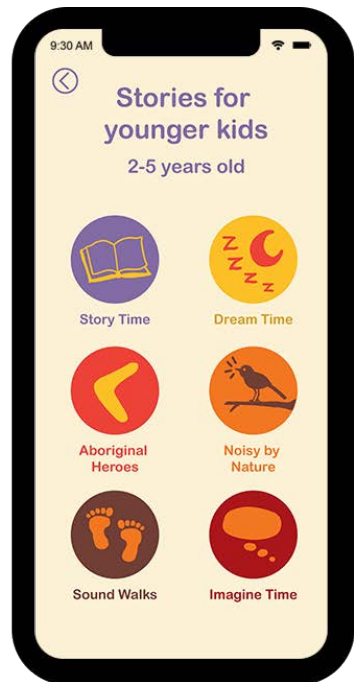 9:30 AM
Stories for
younger kids
2-5 years old
Story Time
Dream Time
Aboriginal
Heroes
Noisy by
Nature
Sound Walks
Imagine Time